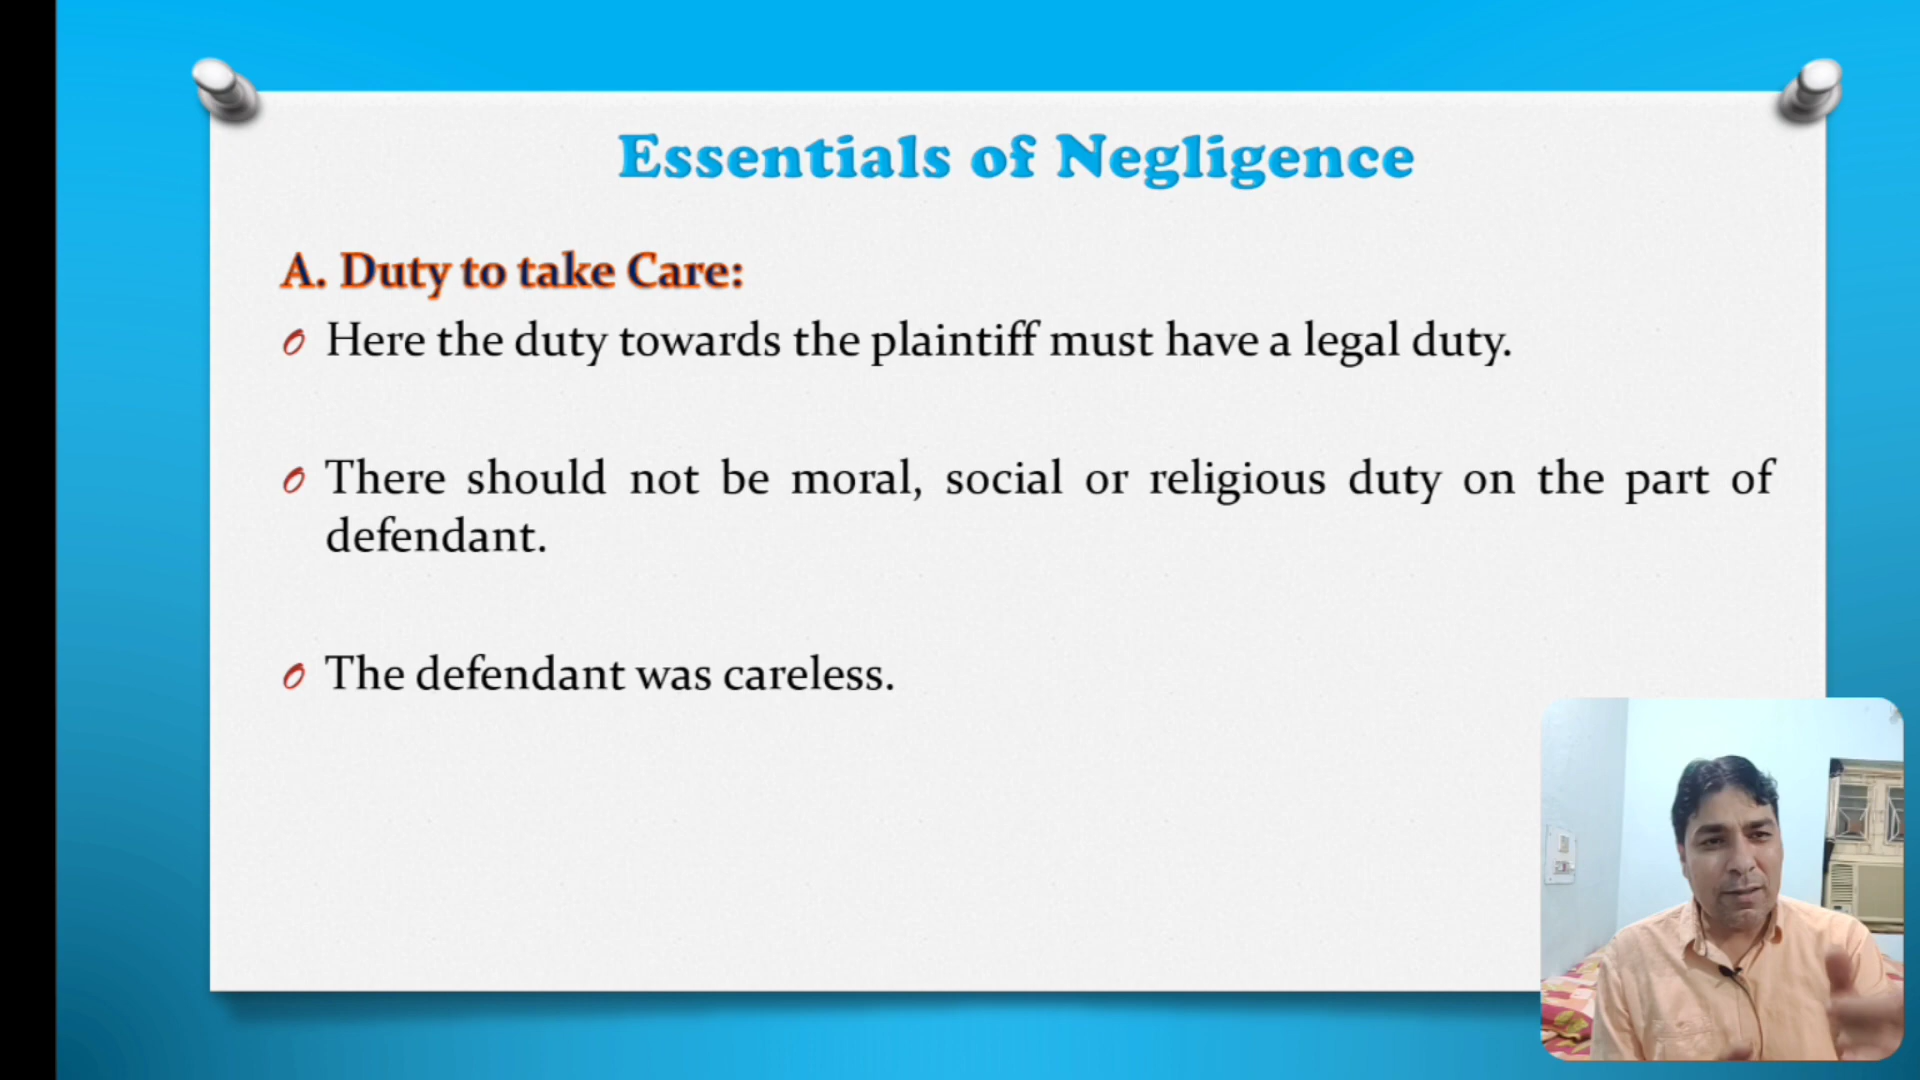 Essentials of Negligence
A. Duty to take Care:
Here the duty towards the plaintiff must have a legal duty.
There should not be moral, social or religious duty on the part of
defendant.
The defendant was careless.